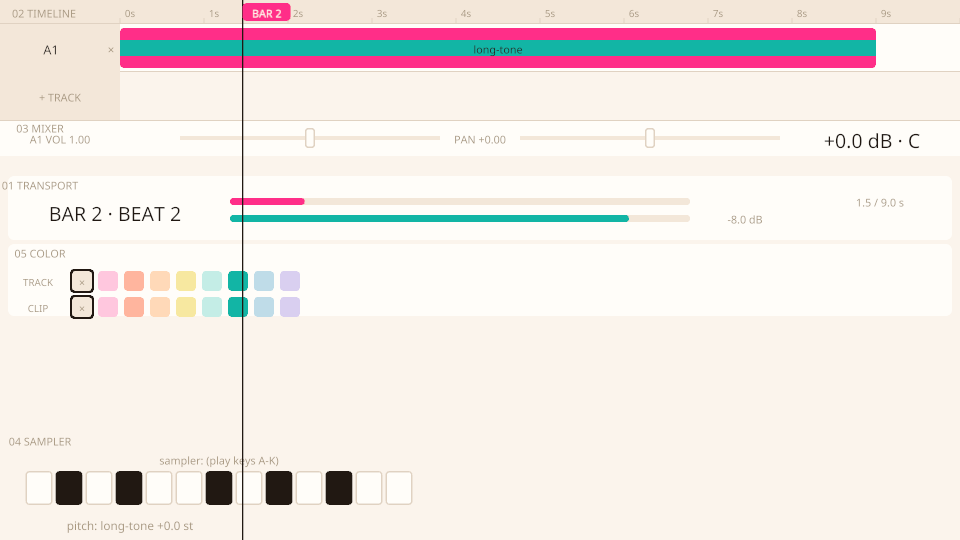 02 TIMELINE 0s 1s BAR 2 2s 3s 4s 5s 6s 7s 8s 9s
A1 × long-tone
+ TRACK
03 MIXER
A1 VOL 1.00 PAN +0.00 +0.0 dB · C
01 TRANSPORT
BAR 2 · BEAT 2 1.5 / 9.0 s
-8.0 dB
05 COLOR
TRACK ×
CLIP ×
04 SAMPLER
sampler: (play keys A-K)
pitch: long-tone +0.0 st